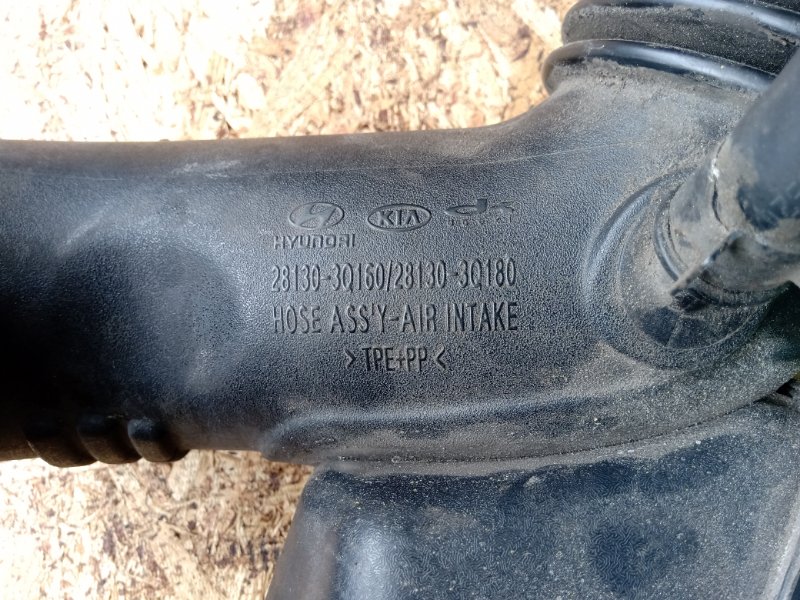 HYUNDAI KIA
28130-3Q160/28130-3Q180
HOSE ASS'Y-AIR INTAKE
>TPE+PP<